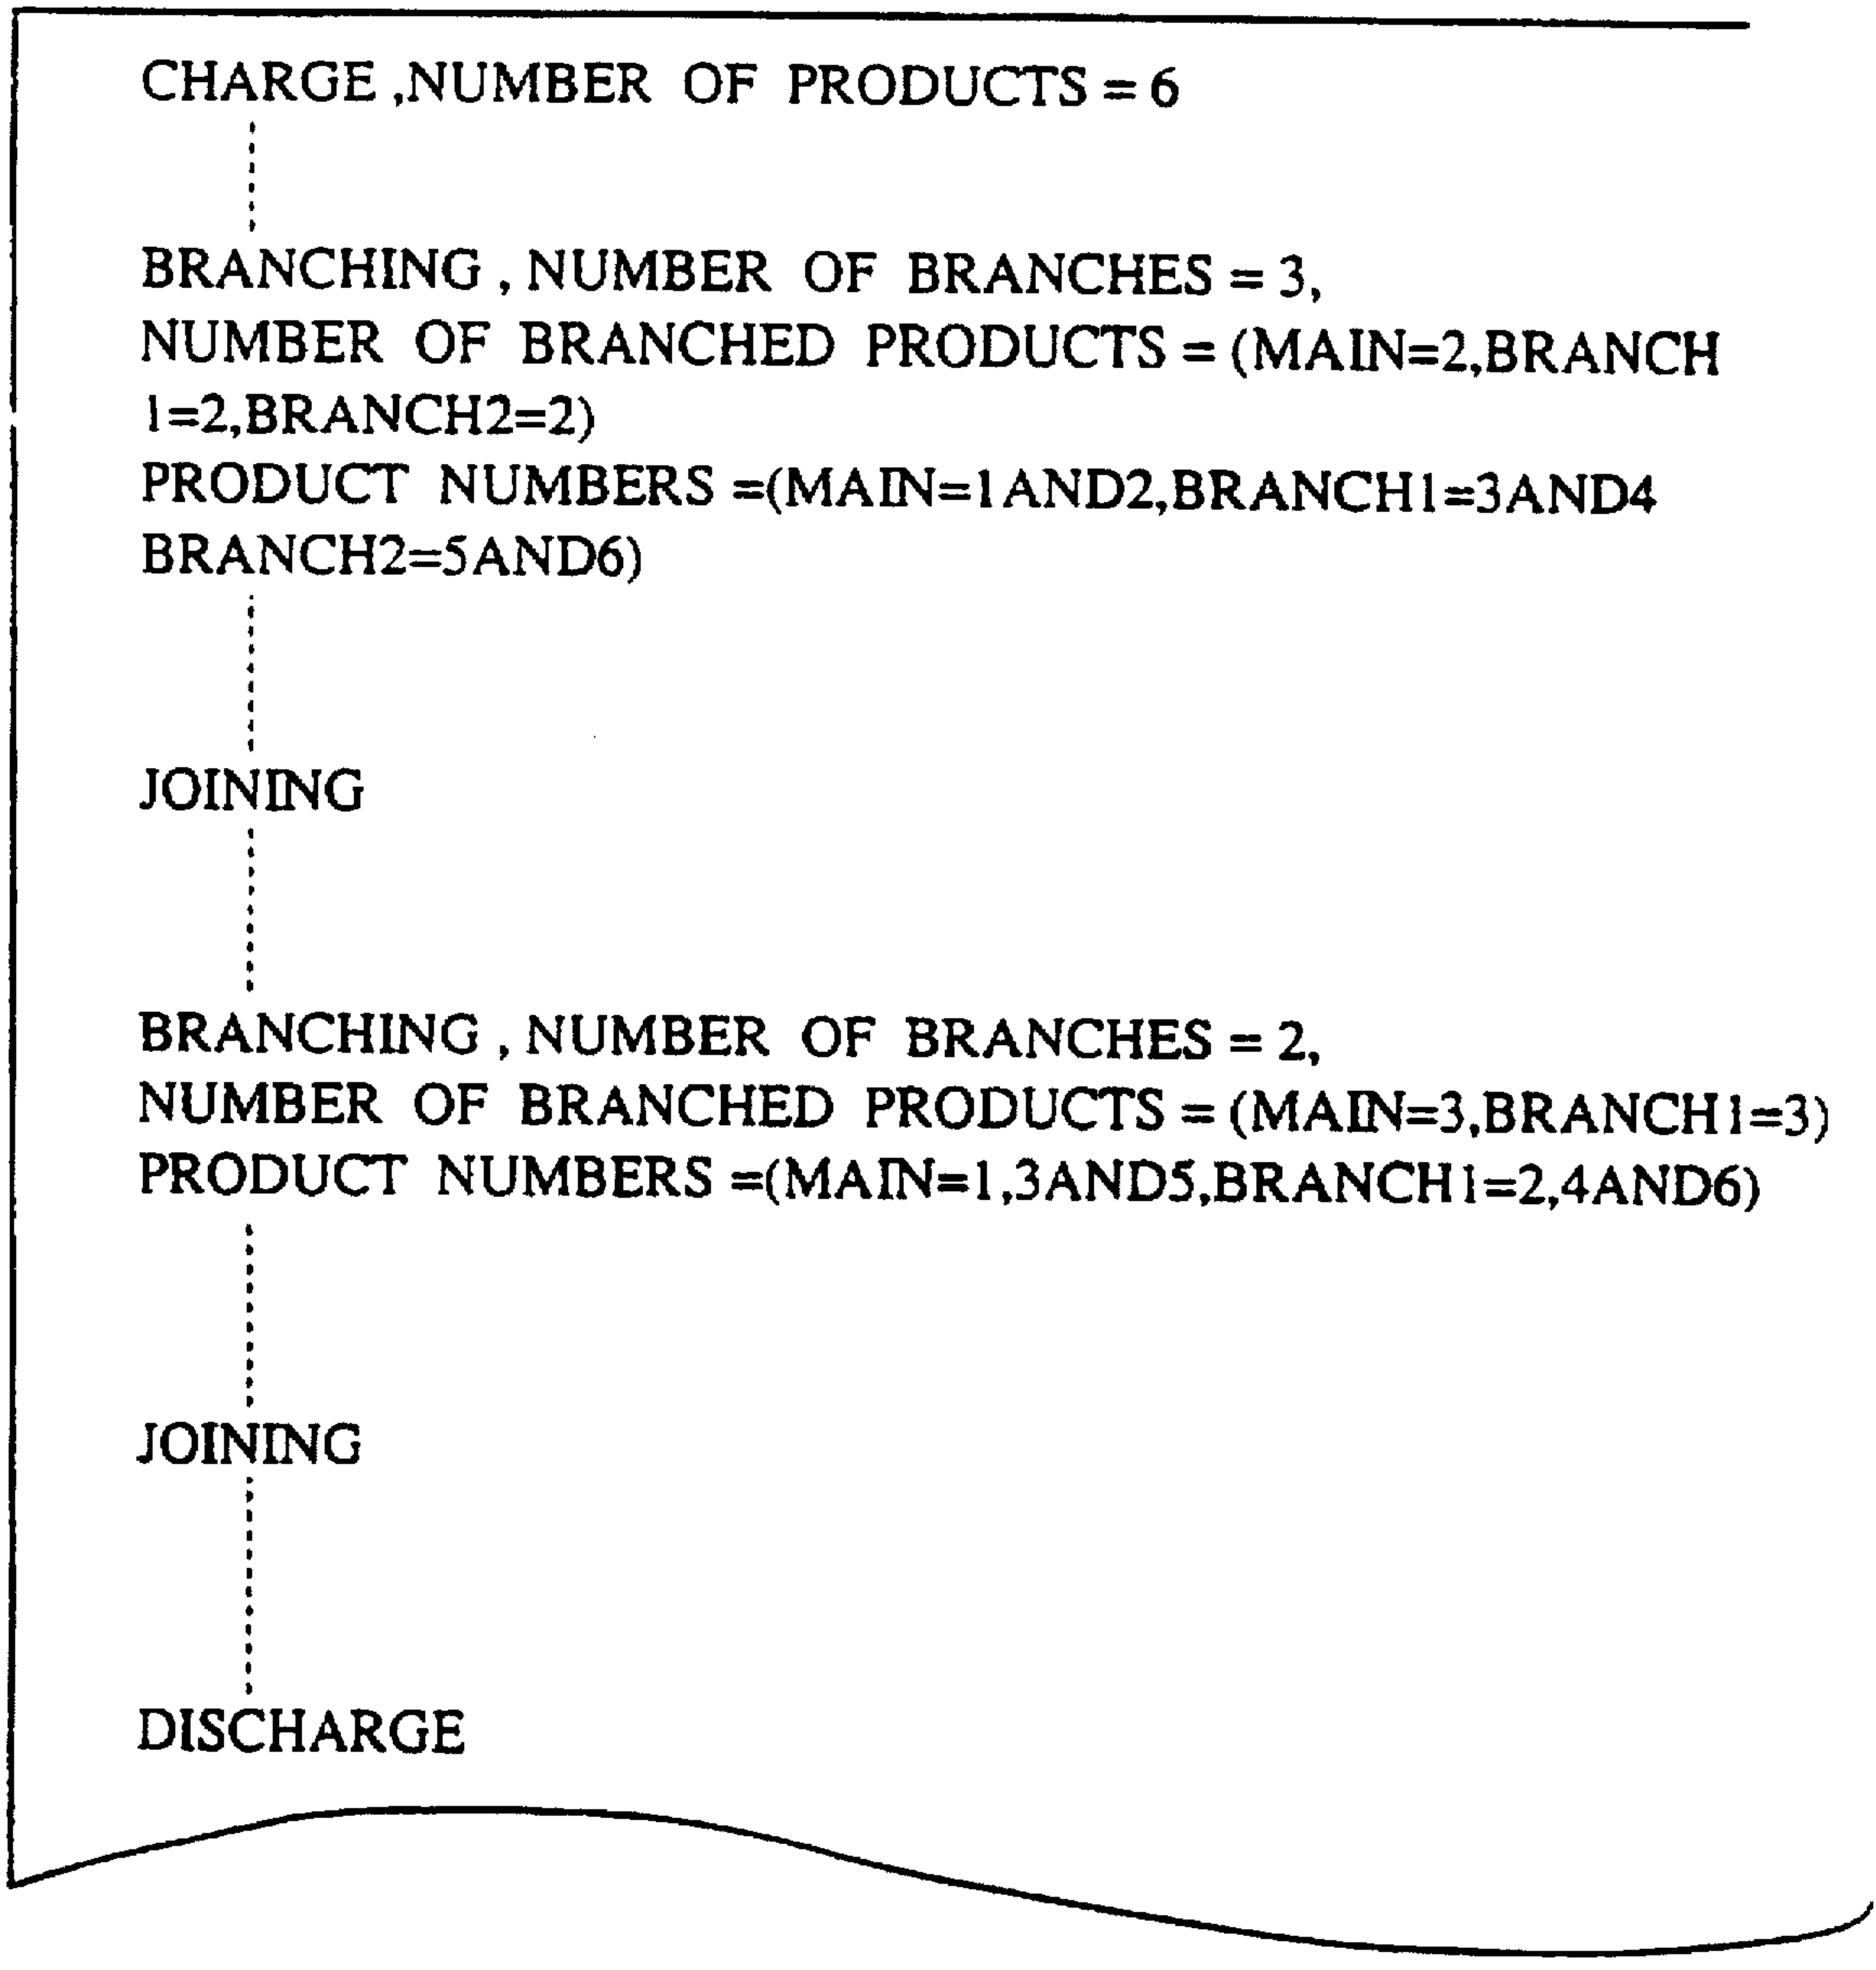 CHARGE ,NUMBER OF PRODUCTS = 6
BRANCHING , NUMBER OF BRANCHES = 3,
NUMBER OF BRANCHED PRODUCTS = (MAIN=2,BRANCH
1=2,BRANCH2=2)
PRODUCT NUMBERS =(MAIN=1AND2,BRANCH1=3AND4
BRANCH2=5AND6)
JOINING
BRANCHING , NUMBER OF BRANCHES = 2,
NUMBER OF BRANCHED PRODUCTS = (MAIN=3,BRANCH1=3)
PRODUCT NUMBERS =(MAIN=1,3AND5,BRANCH1=2,4AND6)
JOINING
DISCHARGE